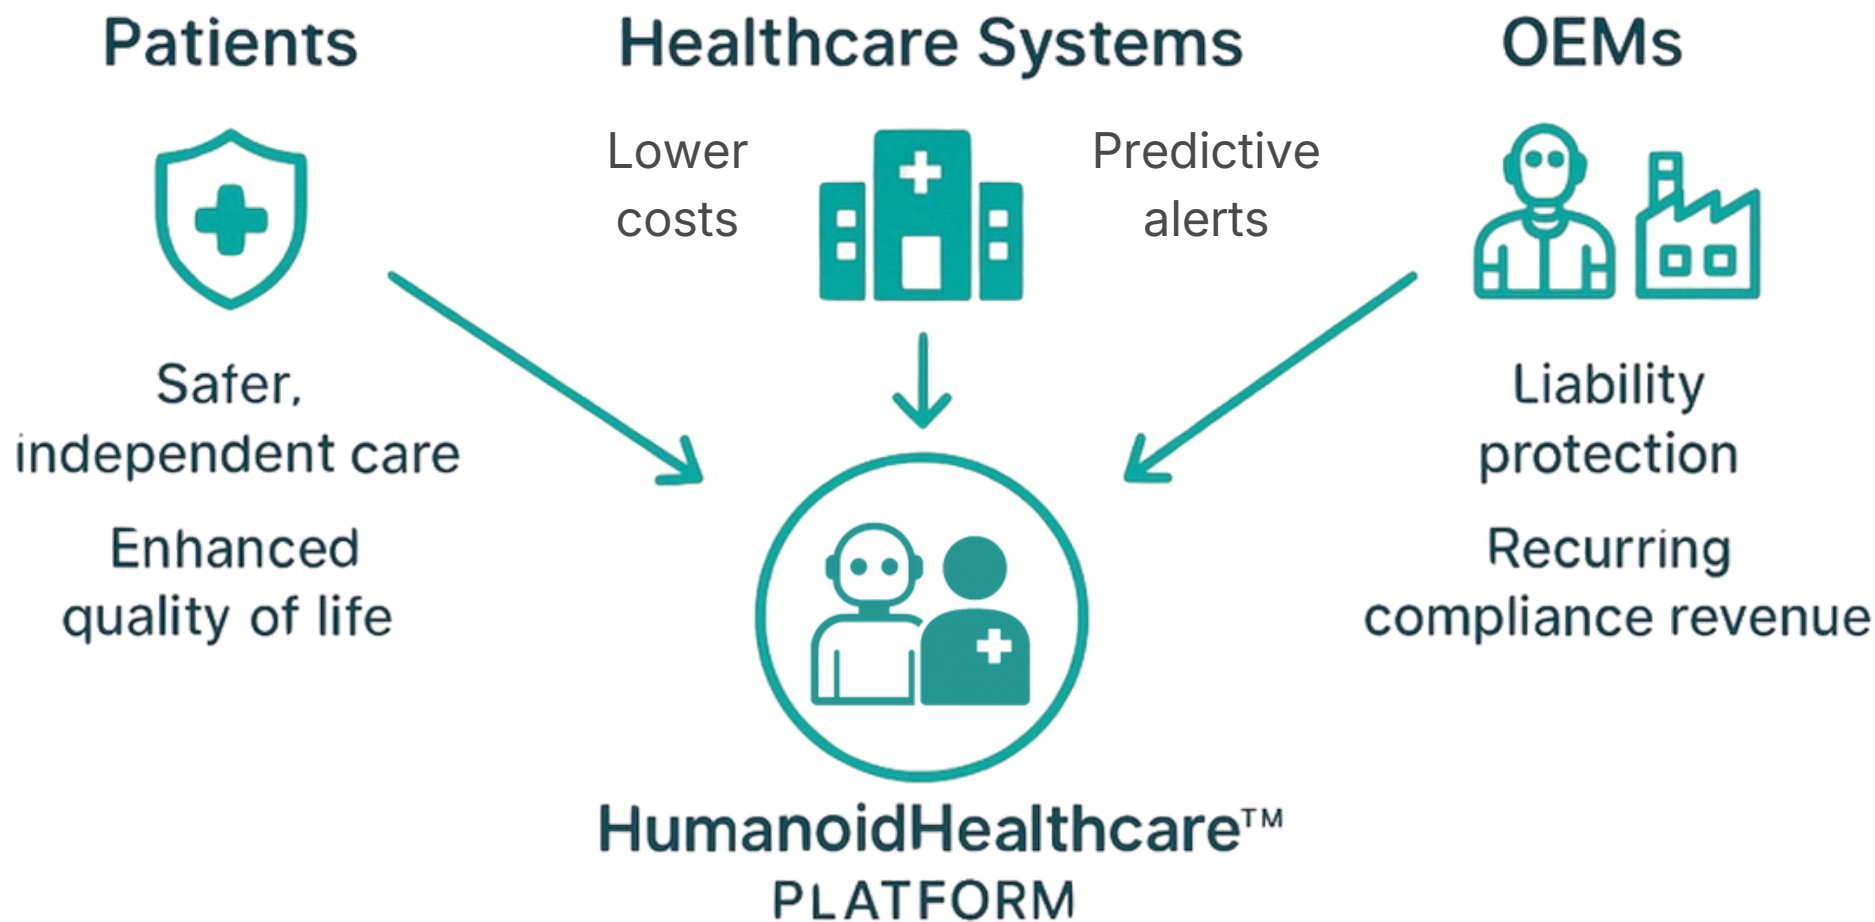 Patients
Safer,
independent care
Enhanced
quality of life
Healthcare Systems
Lower
costs
Predictive
alerts
OEMs
Liability
protection
Recurring
compliance revenue
HumanoidHealthcare™
PLATFORM